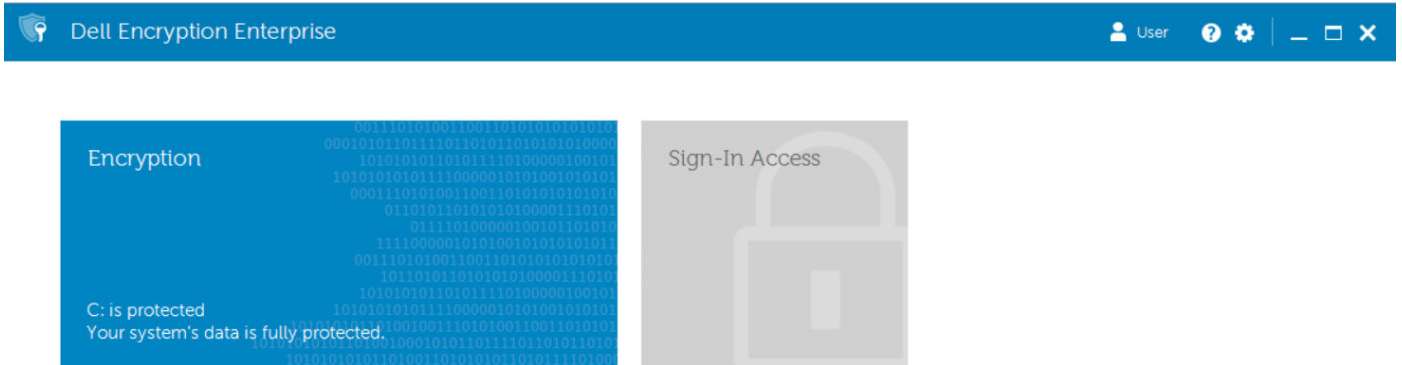 Dell Encryption Enterprise
User
Encryption
Sign-In Access
C: is protected
Your system's data is fully protected.